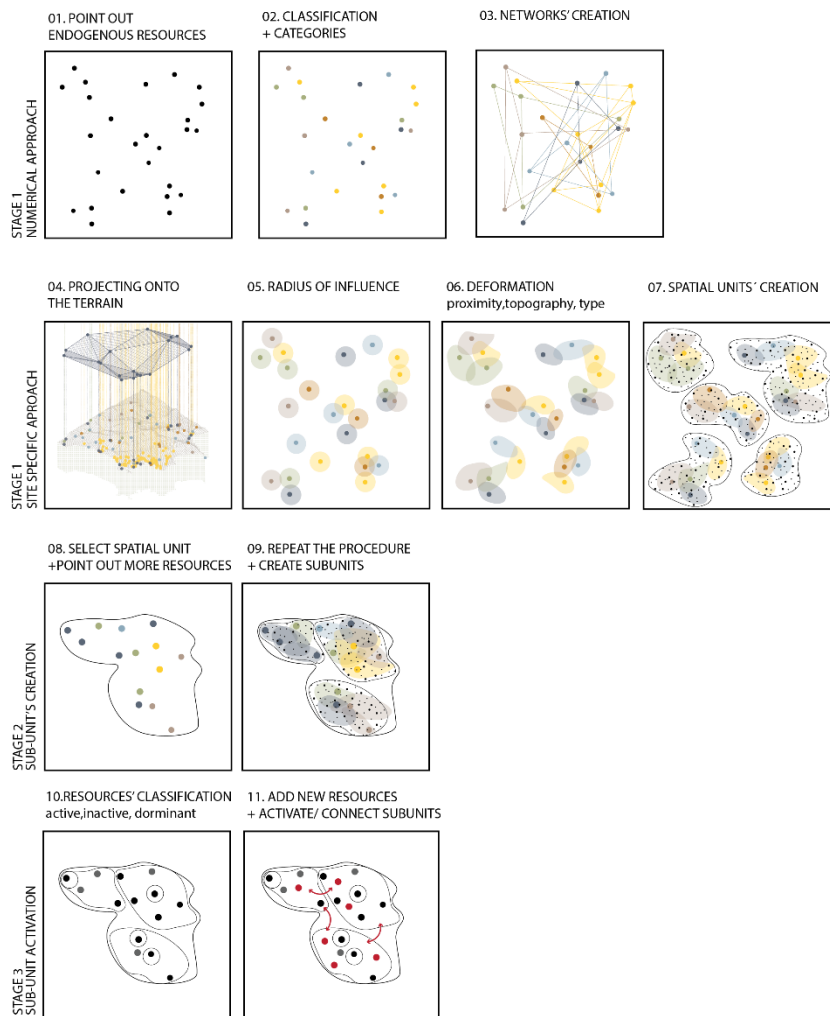 01. POINT OUT
ENDOGENOUS RESOURCES
02. CLASSIFICATION
+ CATEGORIES
03. NETWORKS' CREATION
STAGE 1
NUMERICAL APPROACH
04. PROJECTING ONTO
THE TERRAIN
05. RADIUS OF INFLUENCE
06. DEFORMATION
proximity,topography, type
07. SPATIAL UNITS´ CREATION
STAGE 1
SITE SPECIFIC APROACH
08. SELECT SPATIAL UNIT
+POINT OUT MORE RESOURCES
09. REPEAT THE PROCEDURE
+ CREATE SUBUNITS
STAGE 2
SUB-UNIT'S CREATION
10.RESOURCES' CLASSIFICATION
active,inactive, dorminant
11. ADD NEW RESOURCES
+ ACTIVATE/ CONNECT SUBUNITS
STAGE 3
SUB-UNIT ACTIVATION